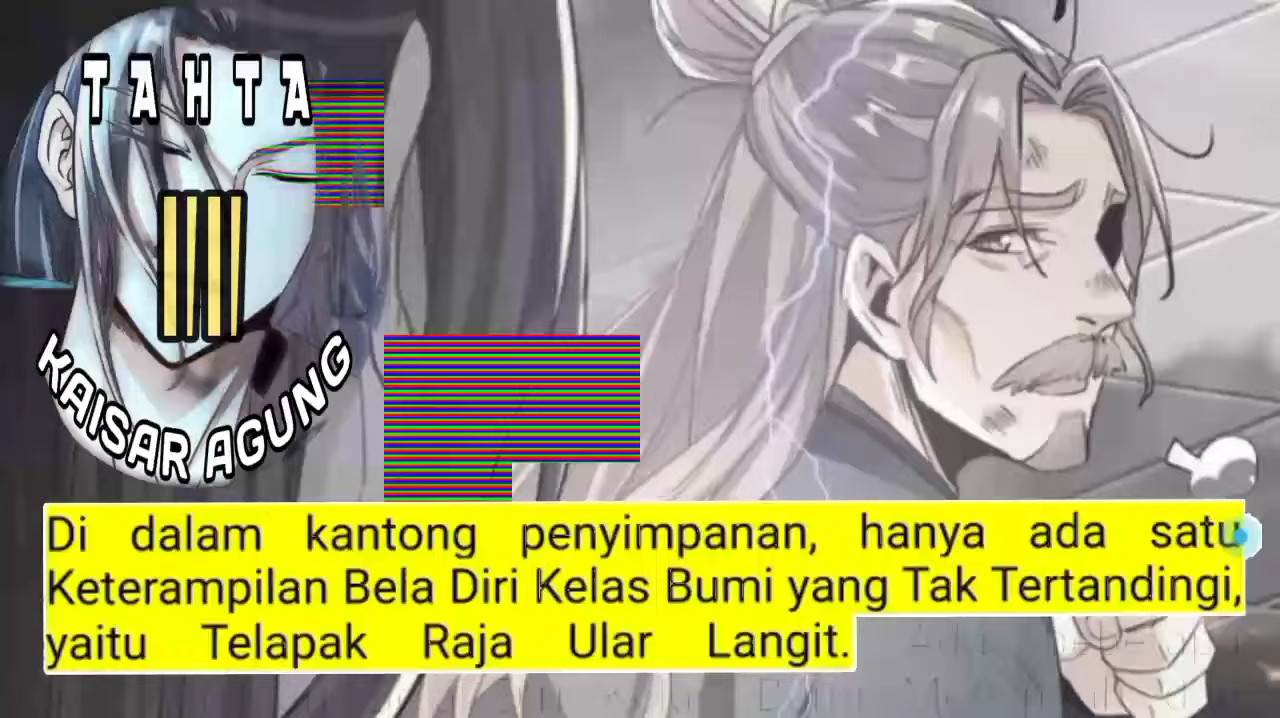 TAHTA
KAISAR AGUNG
Di dalam kantong penyimpanan, hanya ada satu
Keterampilan Bela Diri Kelas Bumi yang Tak Tertandingi,
yaitu Telapak Raja Ular Langit.